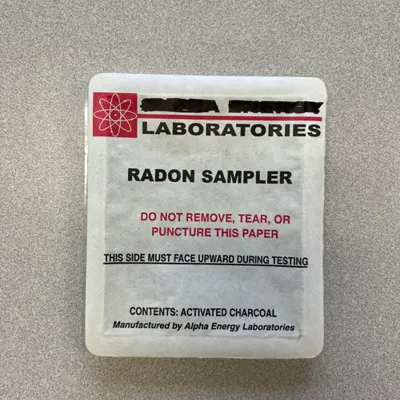 LABORATORIES
RADON SAMPLER
DO NOT REMOVE, TEAR, OR
PUNCTURE THIS PAPER
THIS SIDE MUST FACE UPWARD DURING TESTING
CONTENTS: ACTIVATED CHARCOAL
Manufactured by Alpha Energy Laboratories